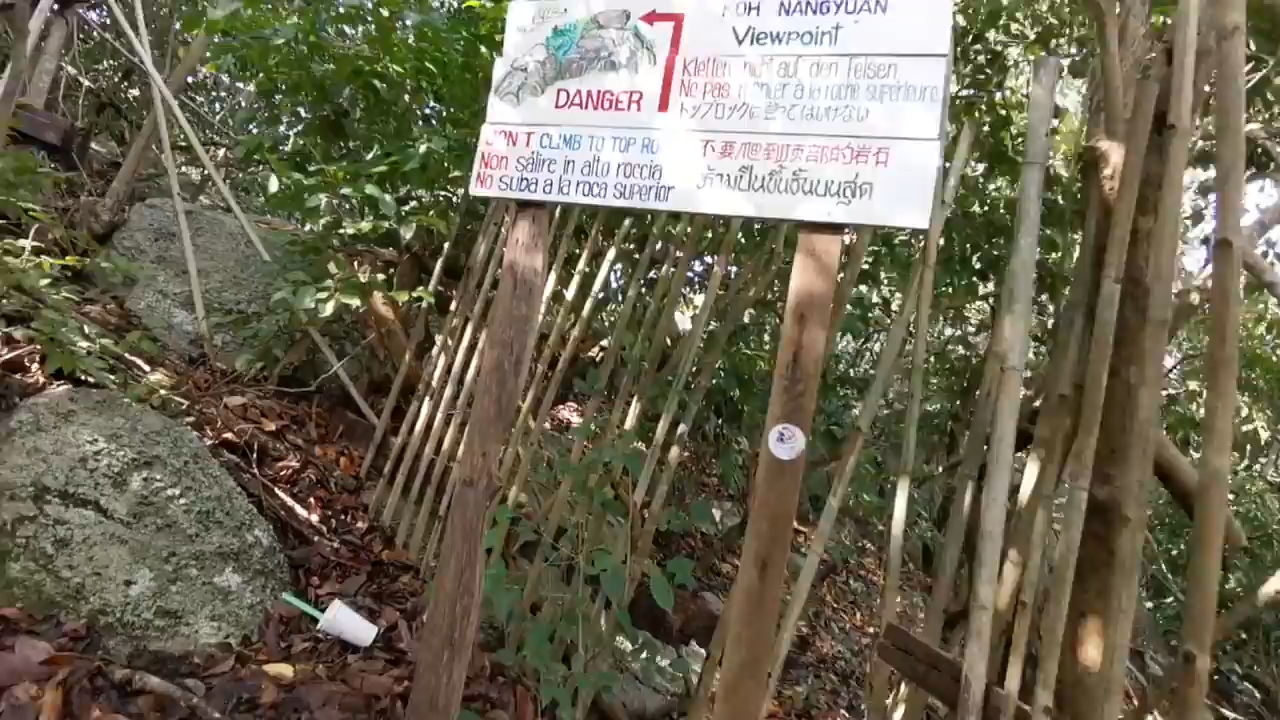 KOH NANGYUAN
Viewpoint
DANGER
Kletten nicht auf den felsen
No pas monter a la roche superieure
トップロックに登ってはいけない
DON'T CLIMB TO TOP RO
Non salire in alto roccia
No suba a la roca superior
不要爬到顶部的岩石
ห้ามปีนขึ้นชั้นบนสุด